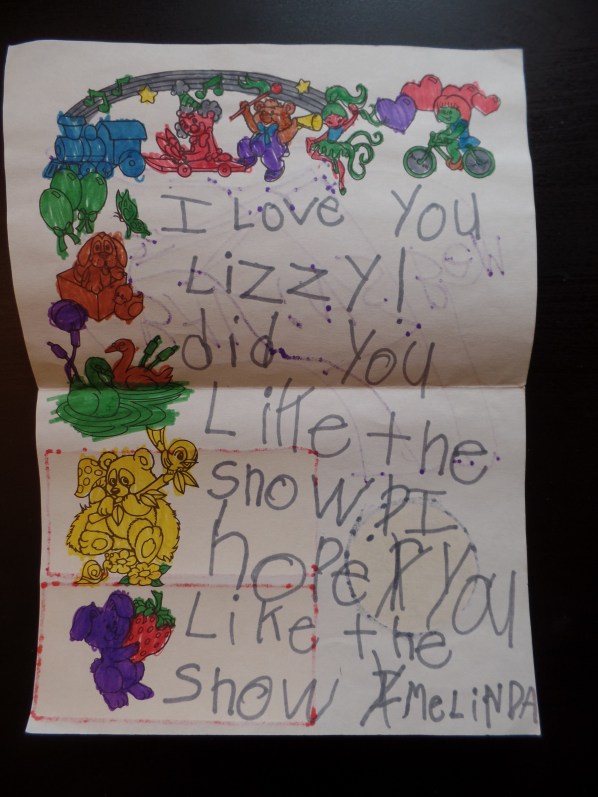 I Love You
Lizzy!
did You
Like the
show? I
hope You
Like the
show MeLiNDA